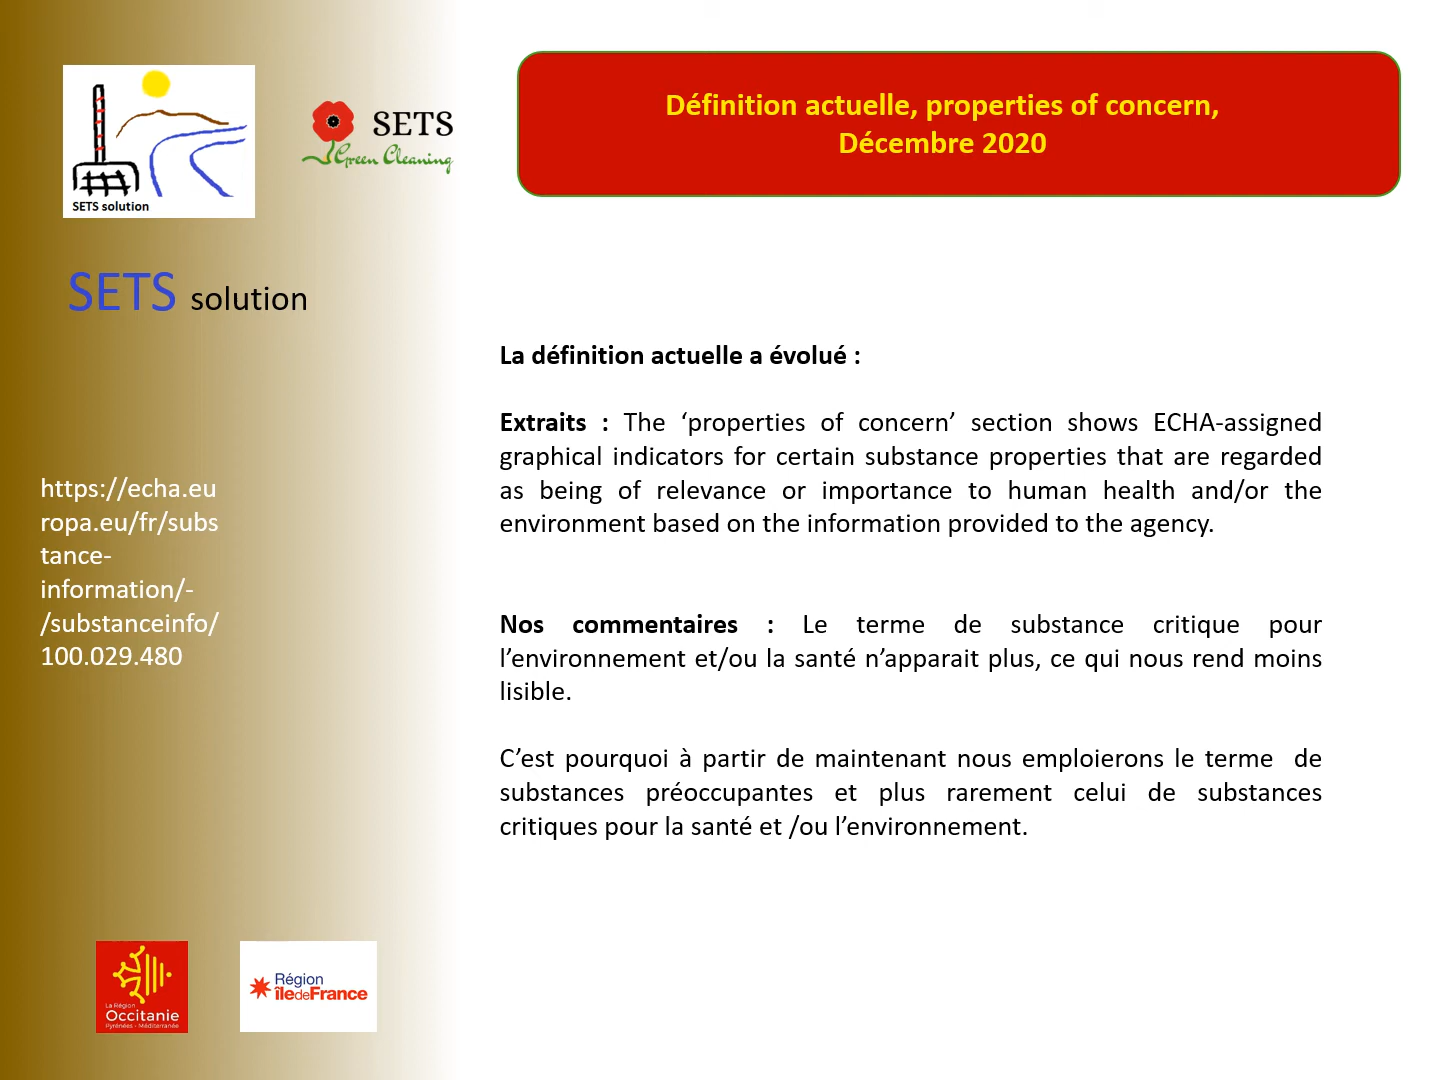 SETS solution
SETS
Green Cleaning
Définition actuelle, properties of concern,
Décembre 2020
SETS solution
La définition actuelle a évolué :
Extraits : The ‘properties of concern’ section shows ECHA-assigned
graphical indicators for certain substance properties that are regarded
as being of relevance or importance to human health and/or the
environment based on the information provided to the agency.
https://echa.eu
ropa.eu/fr/subs
tance-
information/-
/substanceinfo/
100.029.480
Nos commentaires : Le terme de substance critique pour
l’environnement et/ou la santé n’apparait plus, ce qui nous rend moins
lisible.
C’est pourquoi à partir de maintenant nous emploierons le terme de
substances préoccupantes et plus rarement celui de substances
critiques pour la santé et /ou l’environnement.
La Région
Occitanie
Pyrénées - Méditerranée
Région
îledeFrance